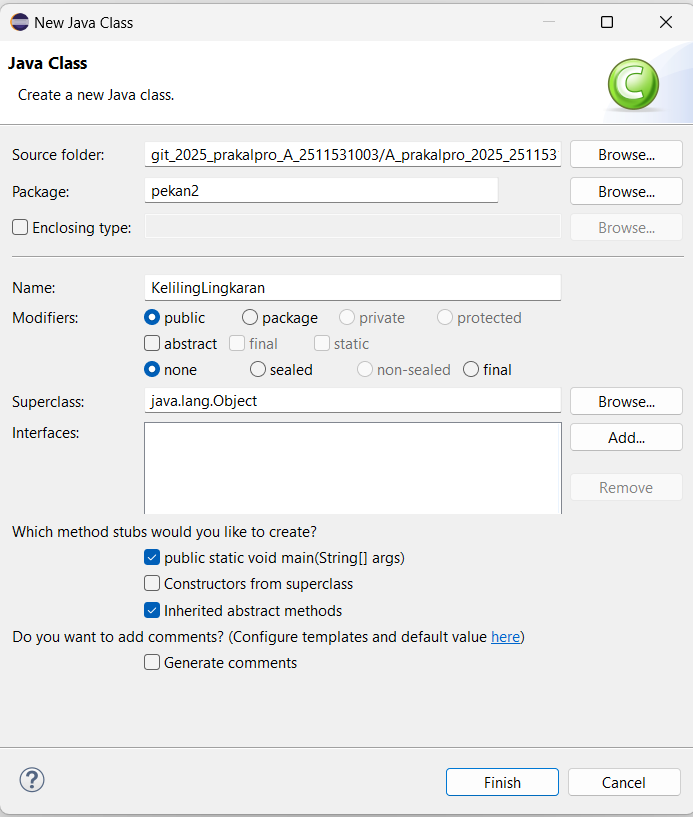 New Java Class
Java Class
Create a new Java class.
Source folder: git_2025_prakalpro_A_2511531003/A_prakalpro_2025_251153 Browse...
Package: pekan2 Browse...
Enclosing type: Browse...
Name: KelilingLingkaran
Modifiers: public package private protected
abstract final static
none sealed non-sealed final
Superclass: java.lang.Object Browse...
Interfaces: Add...
Remove
Which method stubs would you like to create?
public static void main(String[] args)
Constructors from superclass
Inherited abstract methods
Do you want to add comments? (Configure templates and default value here)
Generate comments
? Finish Cancel